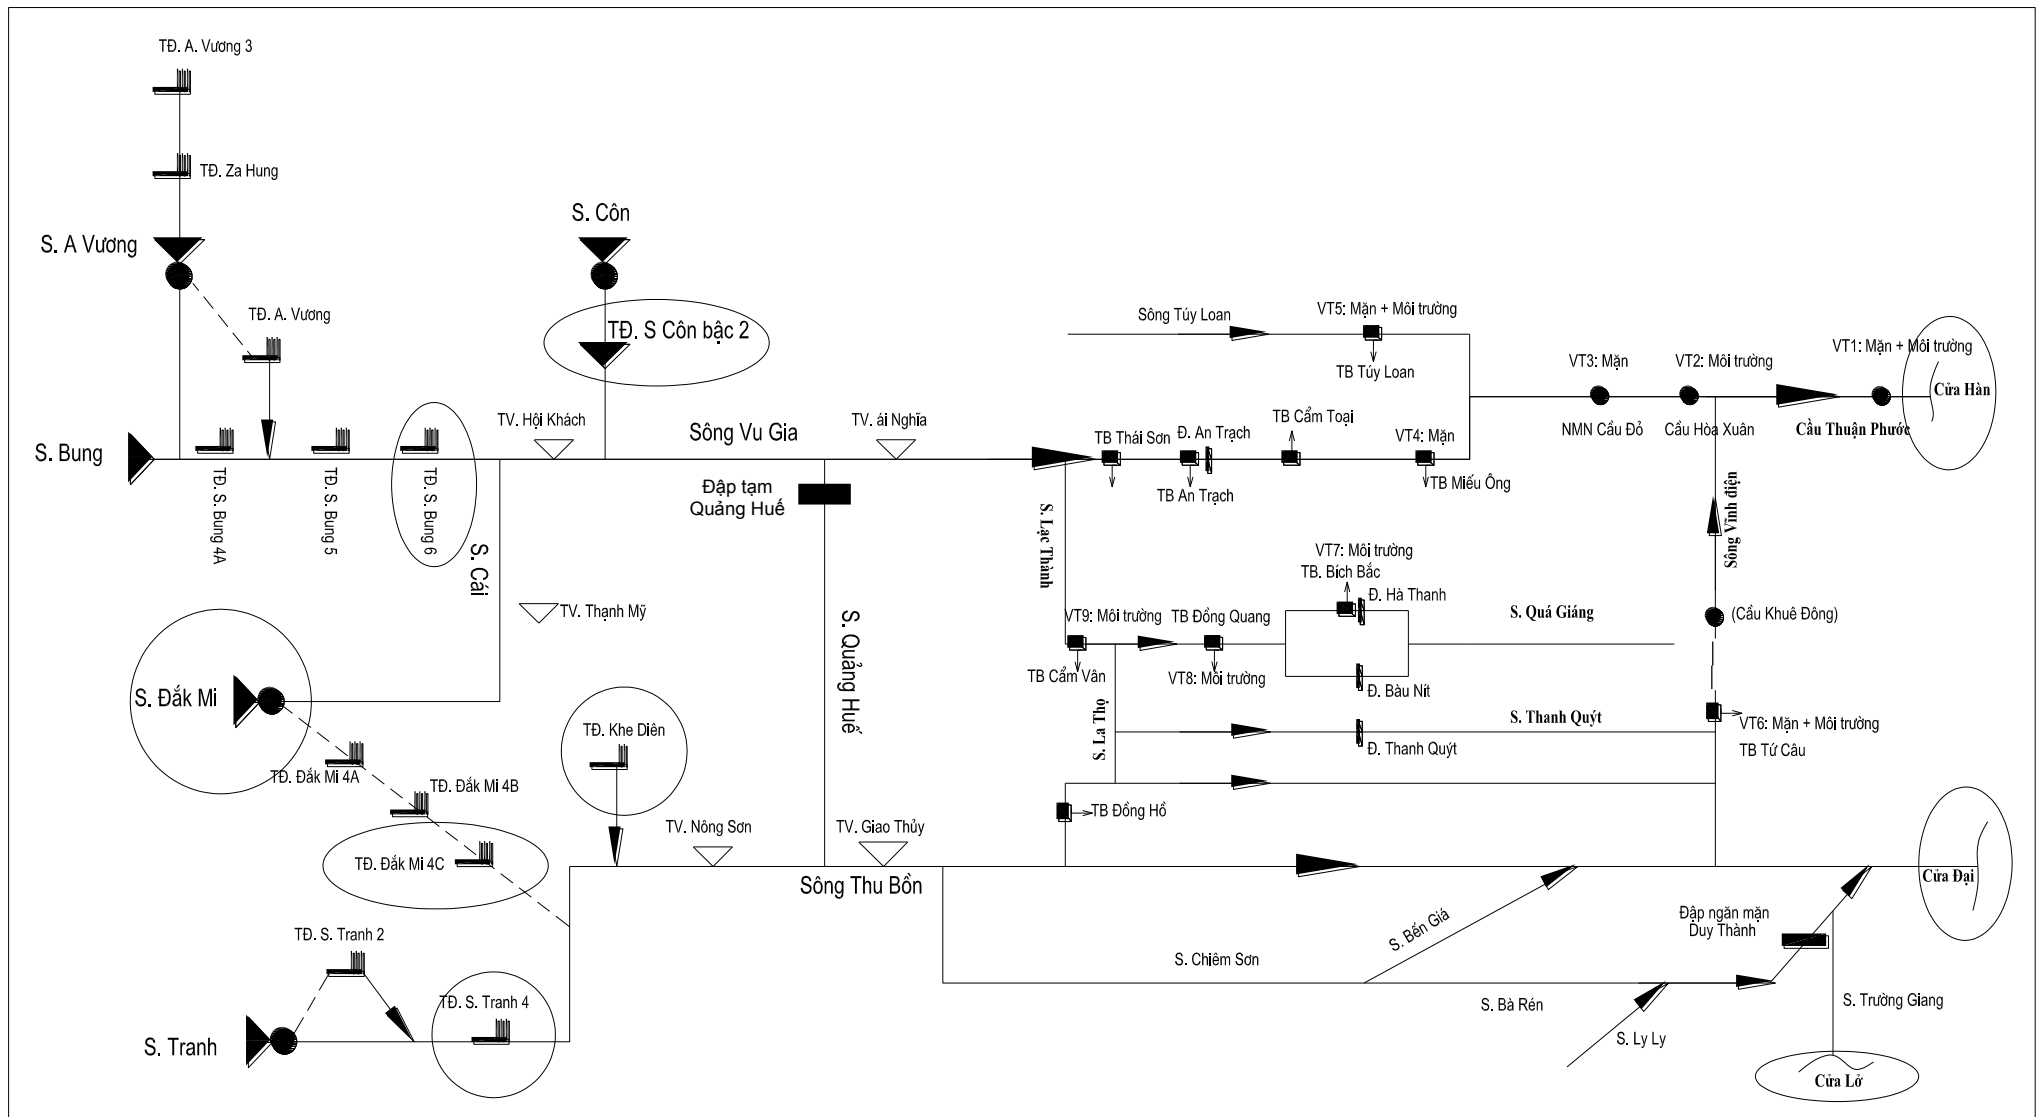 TĐ. A. Vương 3
TĐ. Za Hung
S. A Vương
S. Côn
TĐ. A. Vương
TĐ. S Côn bậc 2
Sông Túy Loan
VT5: Mặn + Môi trường
TB Túy Loan
VT3: Mặn
VT2: Môi trường
VT1: Mặn + Môi trường
Cửa Hàn
NMN Cầu Đỏ
Cầu Hòa Xuân
Cầu Thuận Phước
S. Bung
TV. Hội Khách
Sông Vu Gia
TV. ái Nghĩa
TB Thái Sơn
Đ. An Trạch
TB Cẩm Toại
VT4: Mặn
TB An Trạch
TB Miếu Ông
TĐ. S. Bung 4A
TĐ. S. Bung 5
TĐ. S. Bung 6
Đập tạm
Quảng Huế
S. Cái
S. Lạc Thành
Sông Vĩnh điện
VT7: Môi trường
TB. Bích Bắc
Đ. Hà Thanh
TV. Thạnh Mỹ
S. Quảng Huế
VT9: Môi trường
TB Đồng Quang
S. Quá Giáng
(Cầu Khuê Đông)
TB Cẩm Vân
VT8: Môi trường
Đ. Bàu Nít
S. Đắk Mi
S. La Thọ
S. Thanh Quýt
Đ. Thanh Quýt
VT6: Mặn + Môi trường
TB Tứ Câu
TĐ. Khe Diên
TĐ. Đắk Mi 4A
TĐ. Đắk Mi 4B
TB Đồng Hồ
TV. Nông Sơn
TV. Giao Thủy
TĐ. Đắk Mi 4C
Sông Thu Bồn
Cửa Đại
Đập ngăn mặn
Duy Thành
S. Bến Giá
TĐ. S. Tranh 2
S. Chiêm Sơn
TĐ. S. Tranh 4
S. Bà Rén
S. Trường Giang
S. Tranh
S. Ly Ly
Cửa Lở